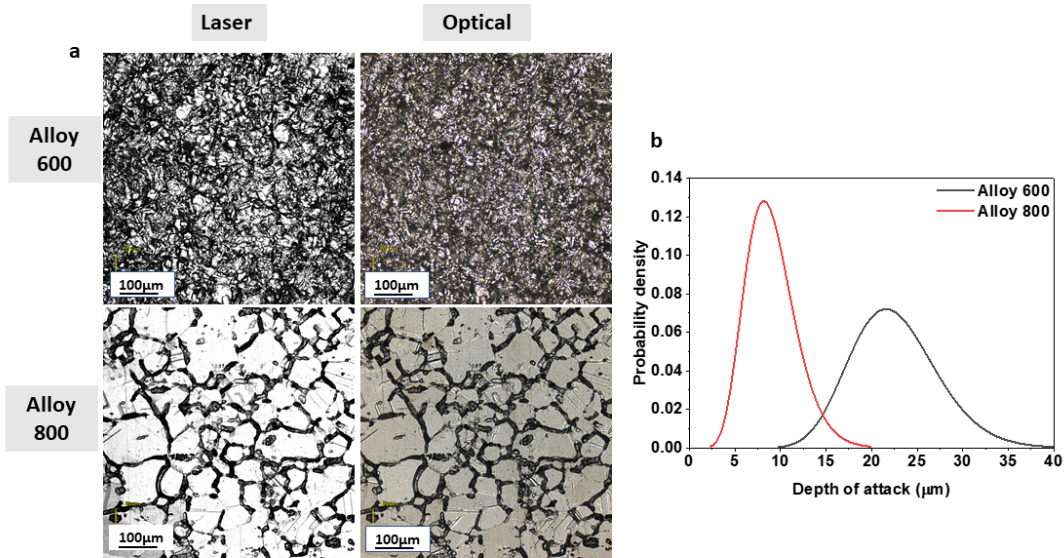 Laser
Optical
a
Alloy
600
100μm
100μm
Alloy
800
100μm
100μm
b
0.14
0.12
0.10
0.08
0.06
0.04
0.02
0.00
Probability density
Alloy 600
Alloy 800
0
5
10
15
20
25
30
35
40
Depth of attack (μm)